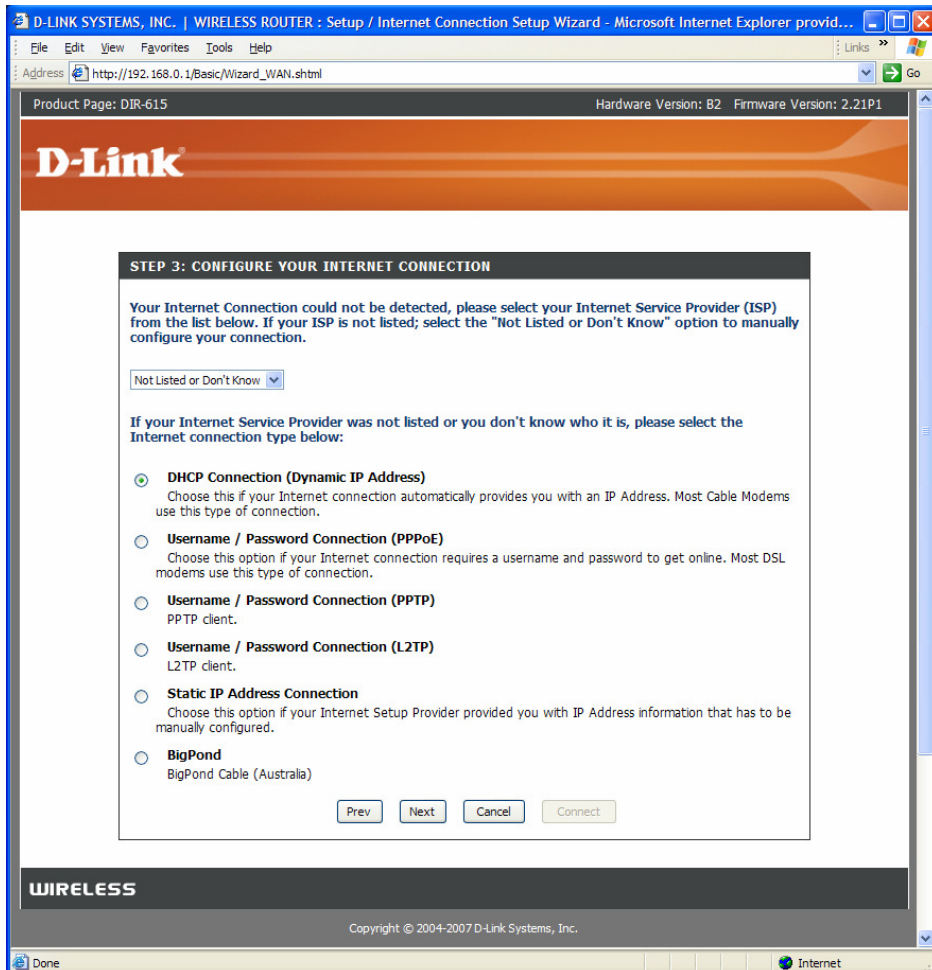 D-LINK SYSTEMS, INC. | WIRELESS ROUTER : Setup / Internet Connection Setup Wizard - Microsoft Internet Explorer provid...
File Edit View Favorites Tools Help Links »
Address http://192.168.0.1/Basic/Wizard_WAN.shtml Go
Product Page: DIR-615 Hardware Version: B2 Firmware Version: 2.21P1
D-Link®
STEP 3: CONFIGURE YOUR INTERNET CONNECTION
Your Internet Connection could not be detected, please select your Internet Service Provider (ISP)
from the list below. If your ISP is not listed; select the "Not Listed or Don't Know" option to manually
configure your connection.
Not Listed or Don't Know
If your Internet Service Provider was not listed or you don't know who it is, please select the
Internet connection type below:
DHCP Connection (Dynamic IP Address)
Choose this if your Internet connection automatically provides you with an IP Address. Most Cable Modems
use this type of connection.
Username / Password Connection (PPPoE)
Choose this option if your Internet connection requires a username and password to get online. Most DSL
modems use this type of connection.
Username / Password Connection (PPTP)
PPTP client.
Username / Password Connection (L2TP)
L2TP client.
Static IP Address Connection
Choose this option if your Internet Setup Provider provided you with IP Address information that has to be
manually configured.
BigPond
BigPond Cable (Australia)
Prev Next Cancel Connect
WIRELESS
Copyright © 2004-2007 D-Link Systems, Inc.
Done Internet